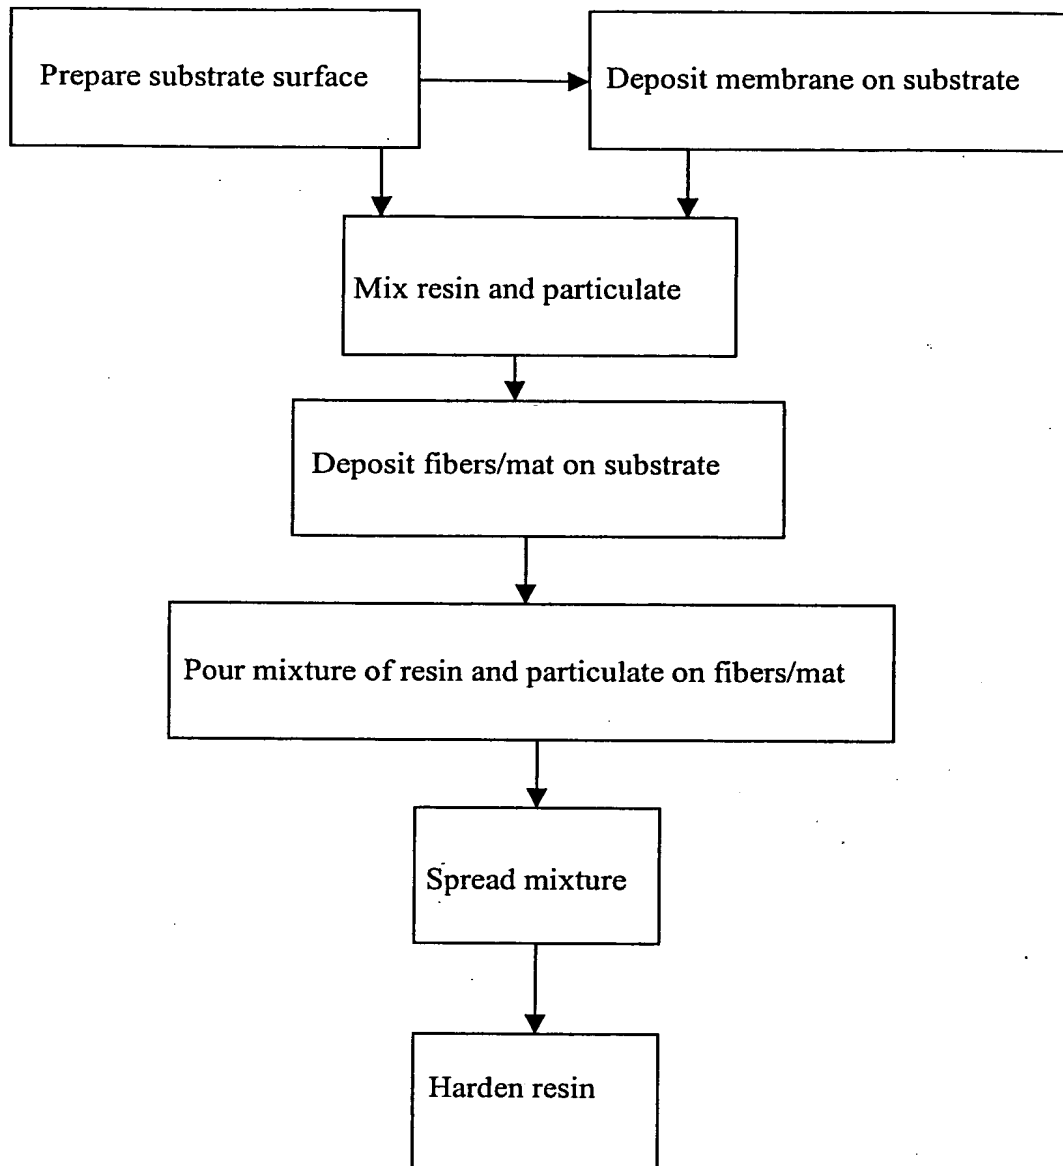 Prepare substrate surface
Deposit membrane on substrate
Mix resin and particulate
Deposit fibers/mat on substrate
Pour mixture of resin and particulate on fibers/mat
Spread mixture
Harden resin